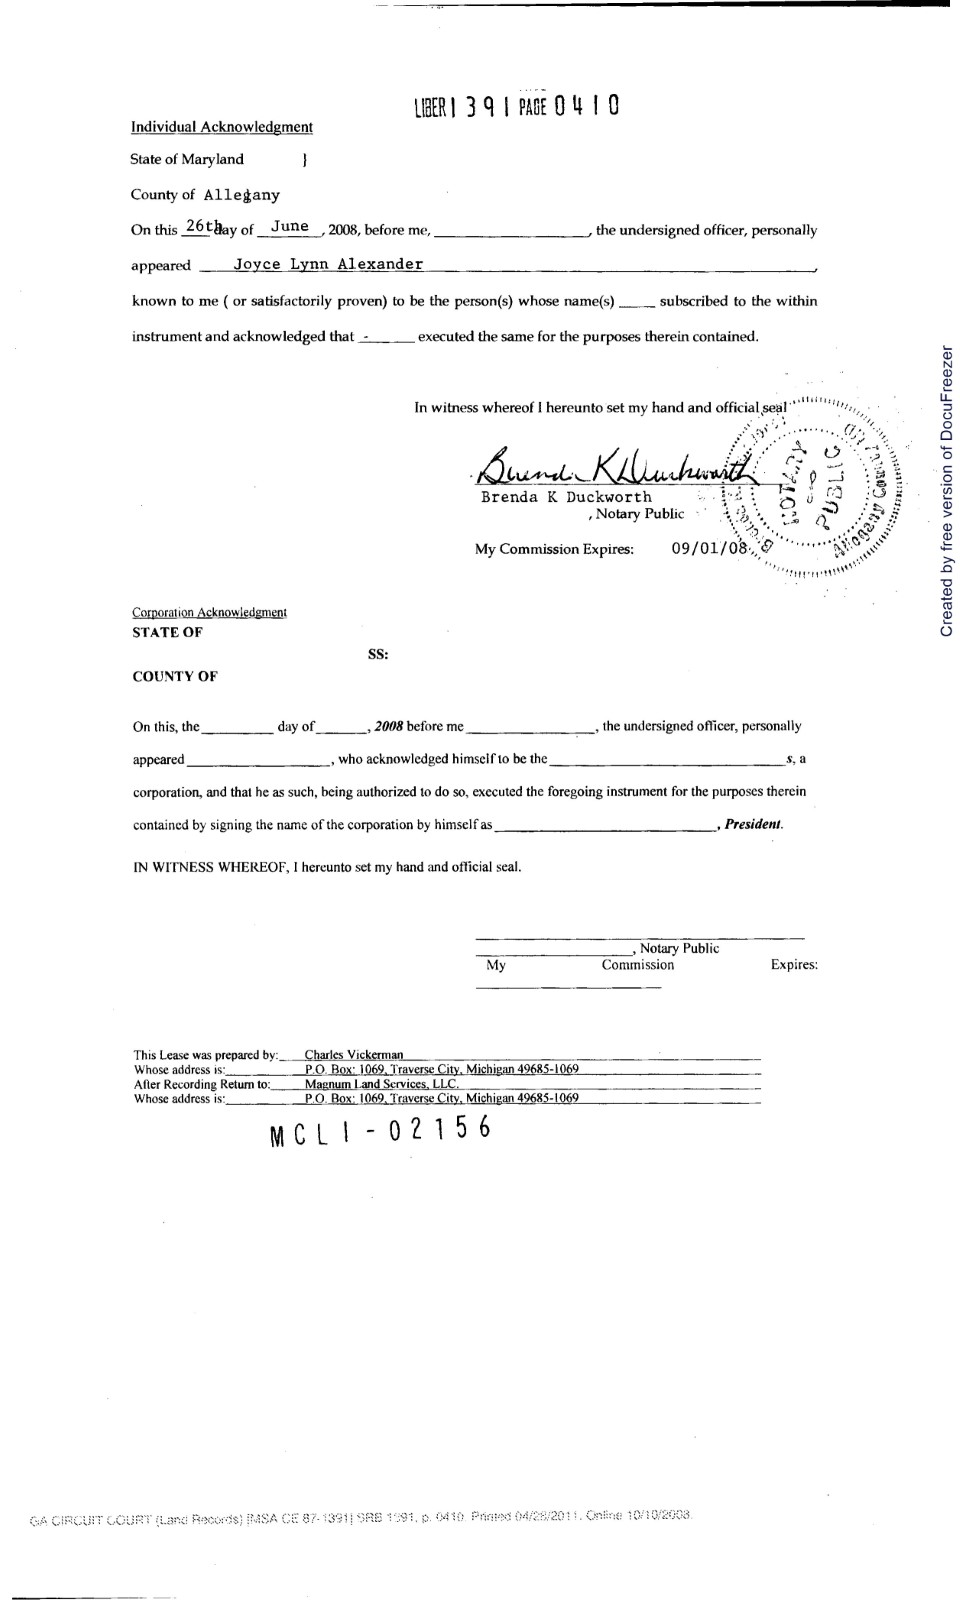 LIBER 1391 PAGE 0410
Individual Acknowledgment
State of Maryland }
County of Allegany
On this 26th day of June , 2008, before me, ____________________, the undersigned officer, personally
appeared Joyce Lynn Alexander ,
known to me ( or satisfactorily proven) to be the person(s) whose name(s) _____ subscribed to the within
instrument and acknowledged that _-_____ executed the same for the purposes therein contained.
In witness whereof I hereunto set my hand and official seal
Brenda K Duckworth
Brenda K Duckworth
, Notary Public
My Commission Expires: 09/01/08
NOTARY
PUBLIC
Allegany County
Corporation Acknowledgment
STATE OF
SS:
COUNTY OF
On this, the __________ day of _______, 2008 before me __________________, the undersigned officer, personally
appeared ____________________, who acknowledged himself to be the _________________________________s, a
corporation, and that he as such, being authorized to do so, executed the foregoing instrument for the purposes therein
contained by signing the name of the corporation by himself as _______________________________, President.
IN WITNESS WHEREOF, I hereunto set my hand and official seal.
______________________, Notary Public
My Commission Expires:
This Lease was prepared by: Charles Vickerman
Whose address is: P.O. Box: 1069, Traverse City, Michigan 49685-1069
After Recording Return to: Magnum Land Services, LLC.
Whose address is: P.O. Box: 1069, Traverse City, Michigan 49685-1069
MCLI-02156
GA CIRCUIT COURT (Land Records) [MSA CE 87-1391] SRB 1391, p. 0410. Printed 04/28/2011. Online 10/10/2008.
Created by free version of DocuFreezer